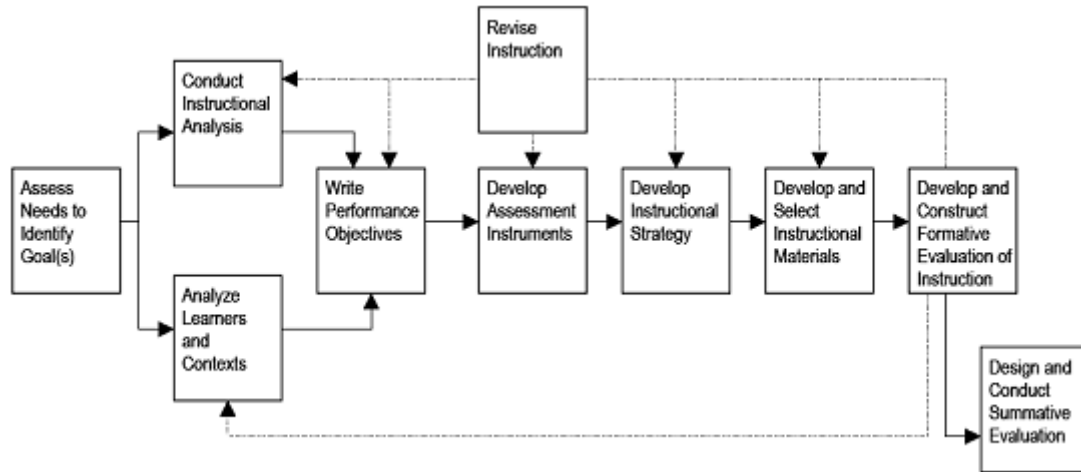 Revise
Instruction
Conduct
Instructional
Analysis
Assess
Needs to
Identify
Goal(s)
Write
Performance
Objectives
Develop
Assessment
Instruments
Develop
Instructional
Strategy
Develop and
Select
Instructional
Materials
Develop and
Construct
Formative
Evaluation of
Instruction
Analyze
Learners
and
Contexts
Design and
Conduct
Summative
Evaluation